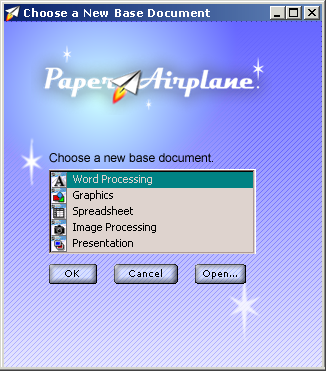 Choose a New Base Document
Paper Airplane
Choose a new base document.
Word Processing
Graphics
Spreadsheet
Image Processing
Presentation
OK
Cancel
Open...